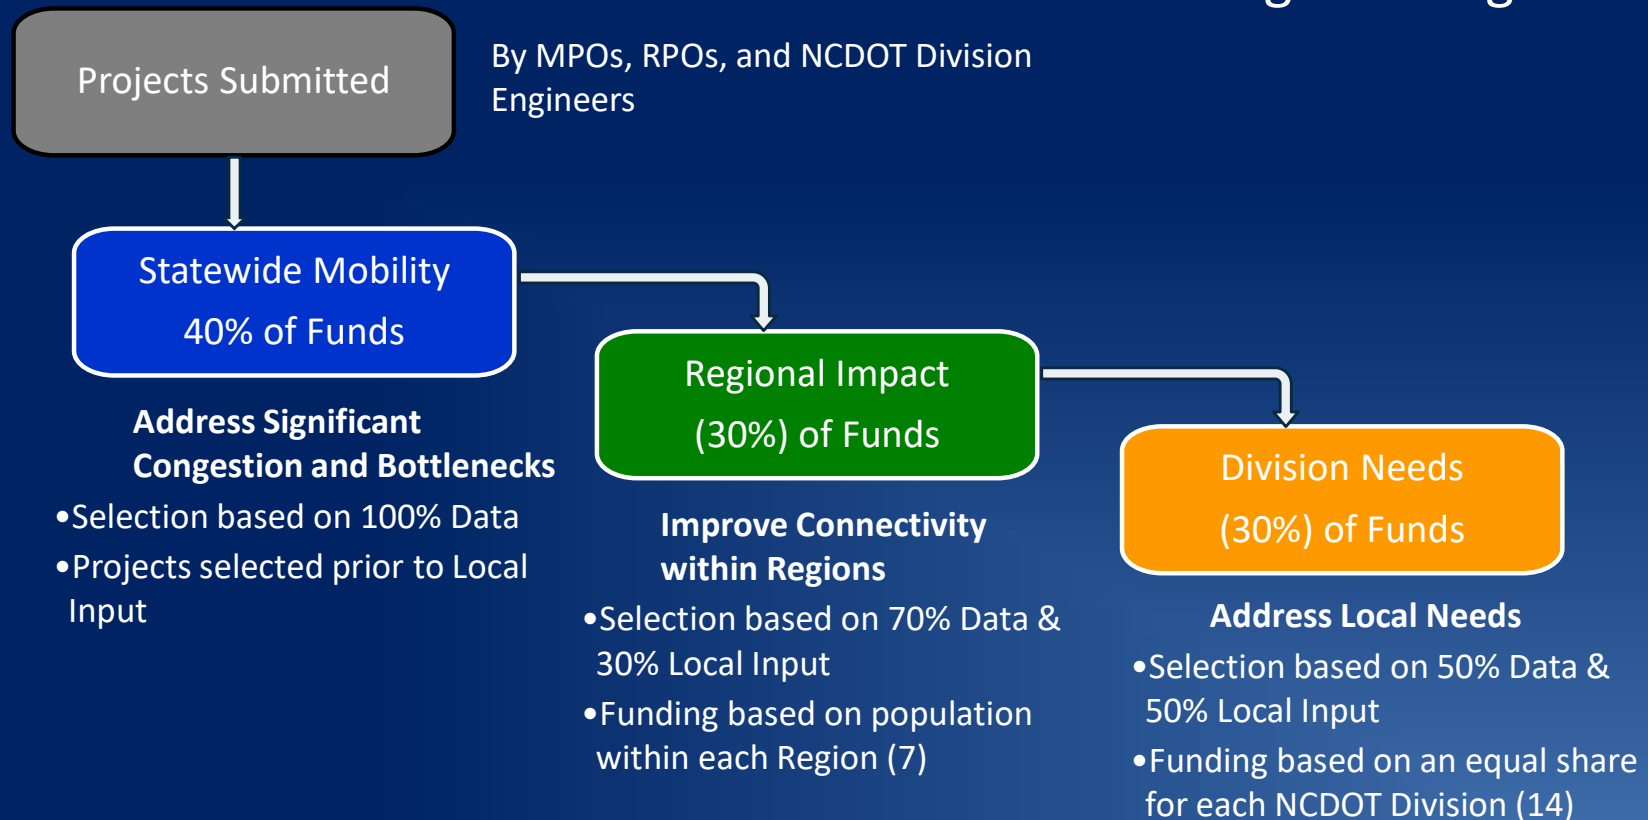 Projects Submitted
By MPOs, RPOs, and NCDOT Division
Engineers
Statewide Mobility
40% of Funds
Address Significant
Congestion and Bottlenecks
•Selection based on 100% Data
•Projects selected prior to Local
Input
Regional Impact
(30%) of Funds
Improve Connectivity
within Regions
•Selection based on 70% Data &
30% Local Input
•Funding based on population
within each Region (7)
Division Needs
(30%) of Funds
Address Local Needs
•Selection based on 50% Data &
50% Local Input
•Funding based on an equal share
for each NCDOT Division (14)